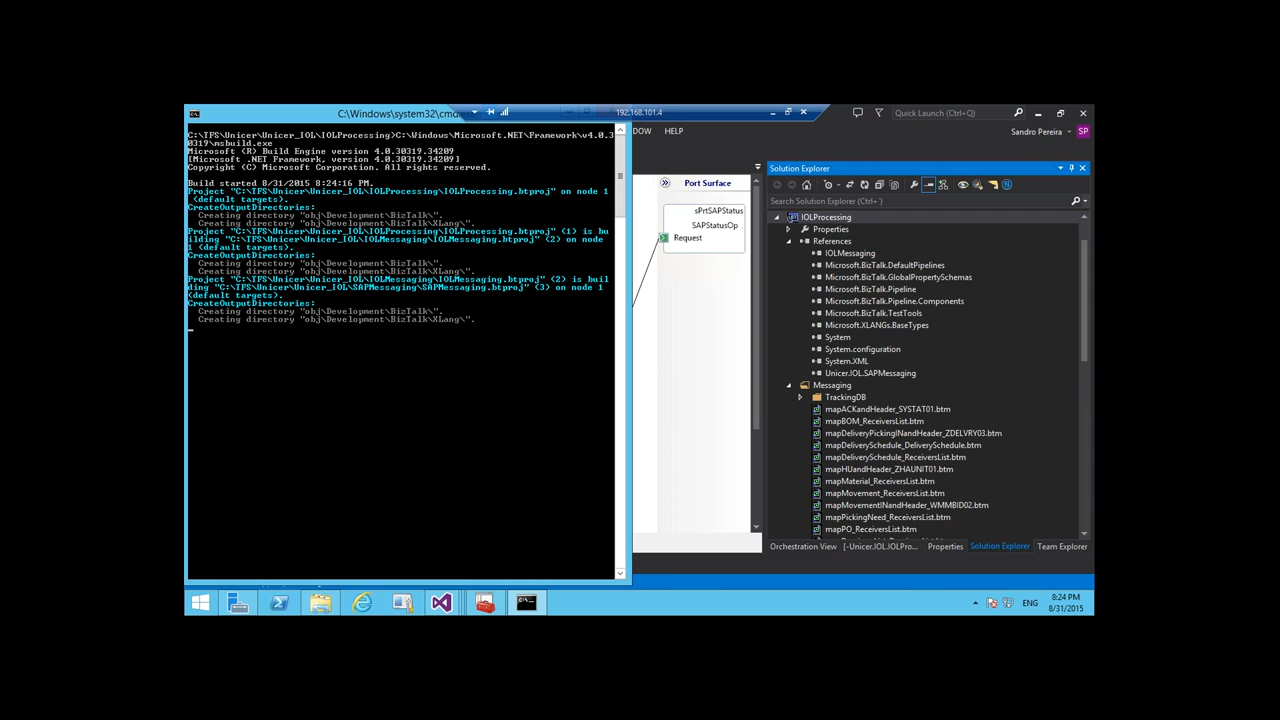 C:\Windows\system32\cmd
192.168.101.4
Quick Launch (Ctrl+Q)
DOW HELP
Sandro Pereira SP
C:\TFS\Unicer\Unicer_IOL\IOLProcessing>C:\Windows\Microsoft.NET\Framework\v4.0.3
0319\msbuild.exe
Microsoft (R) Build Engine version 4.0.30319.34209
[Microsoft .NET Framework, version 4.0.30319.34209]
Copyright (C) Microsoft Corporation. All rights reserved.
Build started 8/31/2015 8:24:16 PM.
Project "C:\TFS\Unicer\Unicer_IOL\IOLProcessing\IOLProcessing.btproj" on node 1
(default targets).
CreateOutputDirectories:
Creating directory "obj\Development\BizTalk\".
Creating directory "obj\Development\BizTalk\XLang\".
Project "C:\TFS\Unicer\Unicer_IOL\IOLProcessing\IOLProcessing.btproj" (1) is bu
ilding "C:\TFS\Unicer\Unicer_IOL\IOLMessaging\IOLMessaging.btproj" (2) on node
1 (default targets).
CreateOutputDirectories:
Creating directory "obj\Development\BizTalk\".
Creating directory "obj\Development\BizTalk\XLang\".
Project "C:\TFS\Unicer\Unicer_IOL\IOLMessaging\IOLMessaging.btproj" (2) is buil
ding "C:\TFS\Unicer\Unicer_IOL\SAPMessaging\SAPMessaging.btproj" (3) on node 1
(default targets).
CreateOutputDirectories:
Creating directory "obj\Development\BizTalk\".
Creating directory "obj\Development\BizTalk\XLang\".
Port Surface
sPrtSAPStatus
SAPStatusOp
Request
Solution Explorer
Search Solution Explorer (Ctrl+')
IOLProcessing
Properties
References
IOLMessaging
Microsoft.BizTalk.DefaultPipelines
Microsoft.BizTalk.GlobalPropertySchemas
Microsoft.BizTalk.Pipeline
Microsoft.BizTalk.Pipeline.Components
Microsoft.BizTalk.TestTools
Microsoft.XLANGs.BaseTypes
System
System.configuration
System.XML
Unicer.IOL.SAPMessaging
Messaging
TrackingDB
mapACKandHeader_SYSTAT01.btm
mapBOM_ReceiversList.btm
mapDeliveryPickingINandHeader_ZDELVRY03.btm
mapDeliverySchedule_DeliverySchedule.btm
mapDeliverySchedule_ReceiversList.btm
mapHUandHeader_ZHAUNIT01.btm
mapMaterial_ReceiversList.btm
mapMovement_ReceiversList.btm
mapMovementINandHeader_WMMBID02.btm
mapPickingNeed_ReceiversList.btm
mapPO_ReceiversList.btm
Orchestration View [-Unicer.IOL.IOLPro... Properties Solution Explorer Team Explorer
ENG
8:24 PM
8/31/2015